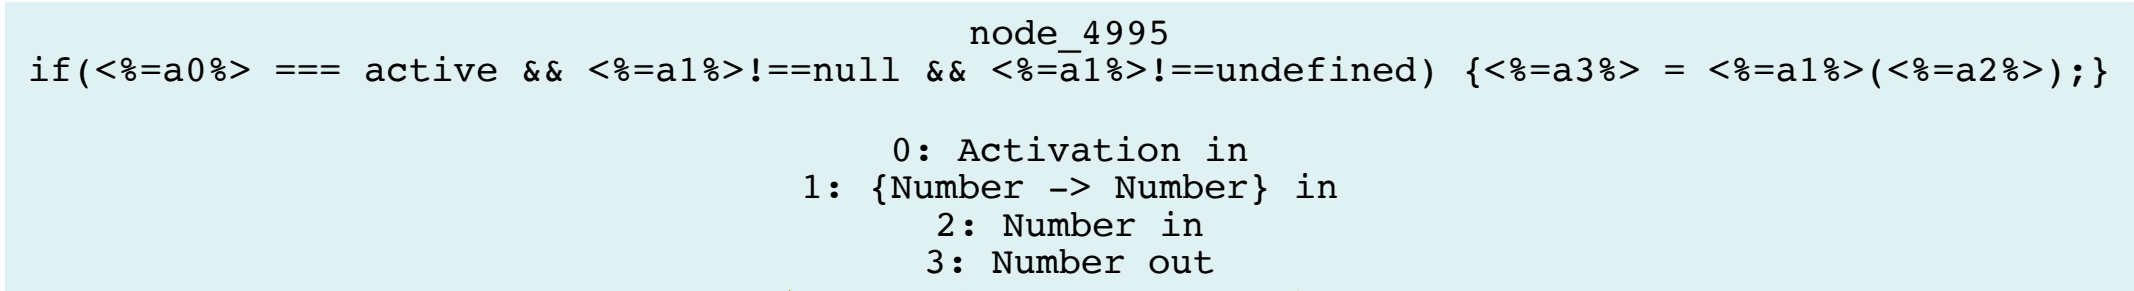 node_4995
if(<%=a0%> === active && <%=a1%>!==null && <%=a1%>!==undefined) {<%=a3%> = <%=a1%>(<%=a2%>);}
0: Activation in
1: {Number -> Number} in
2: Number in
3: Number out